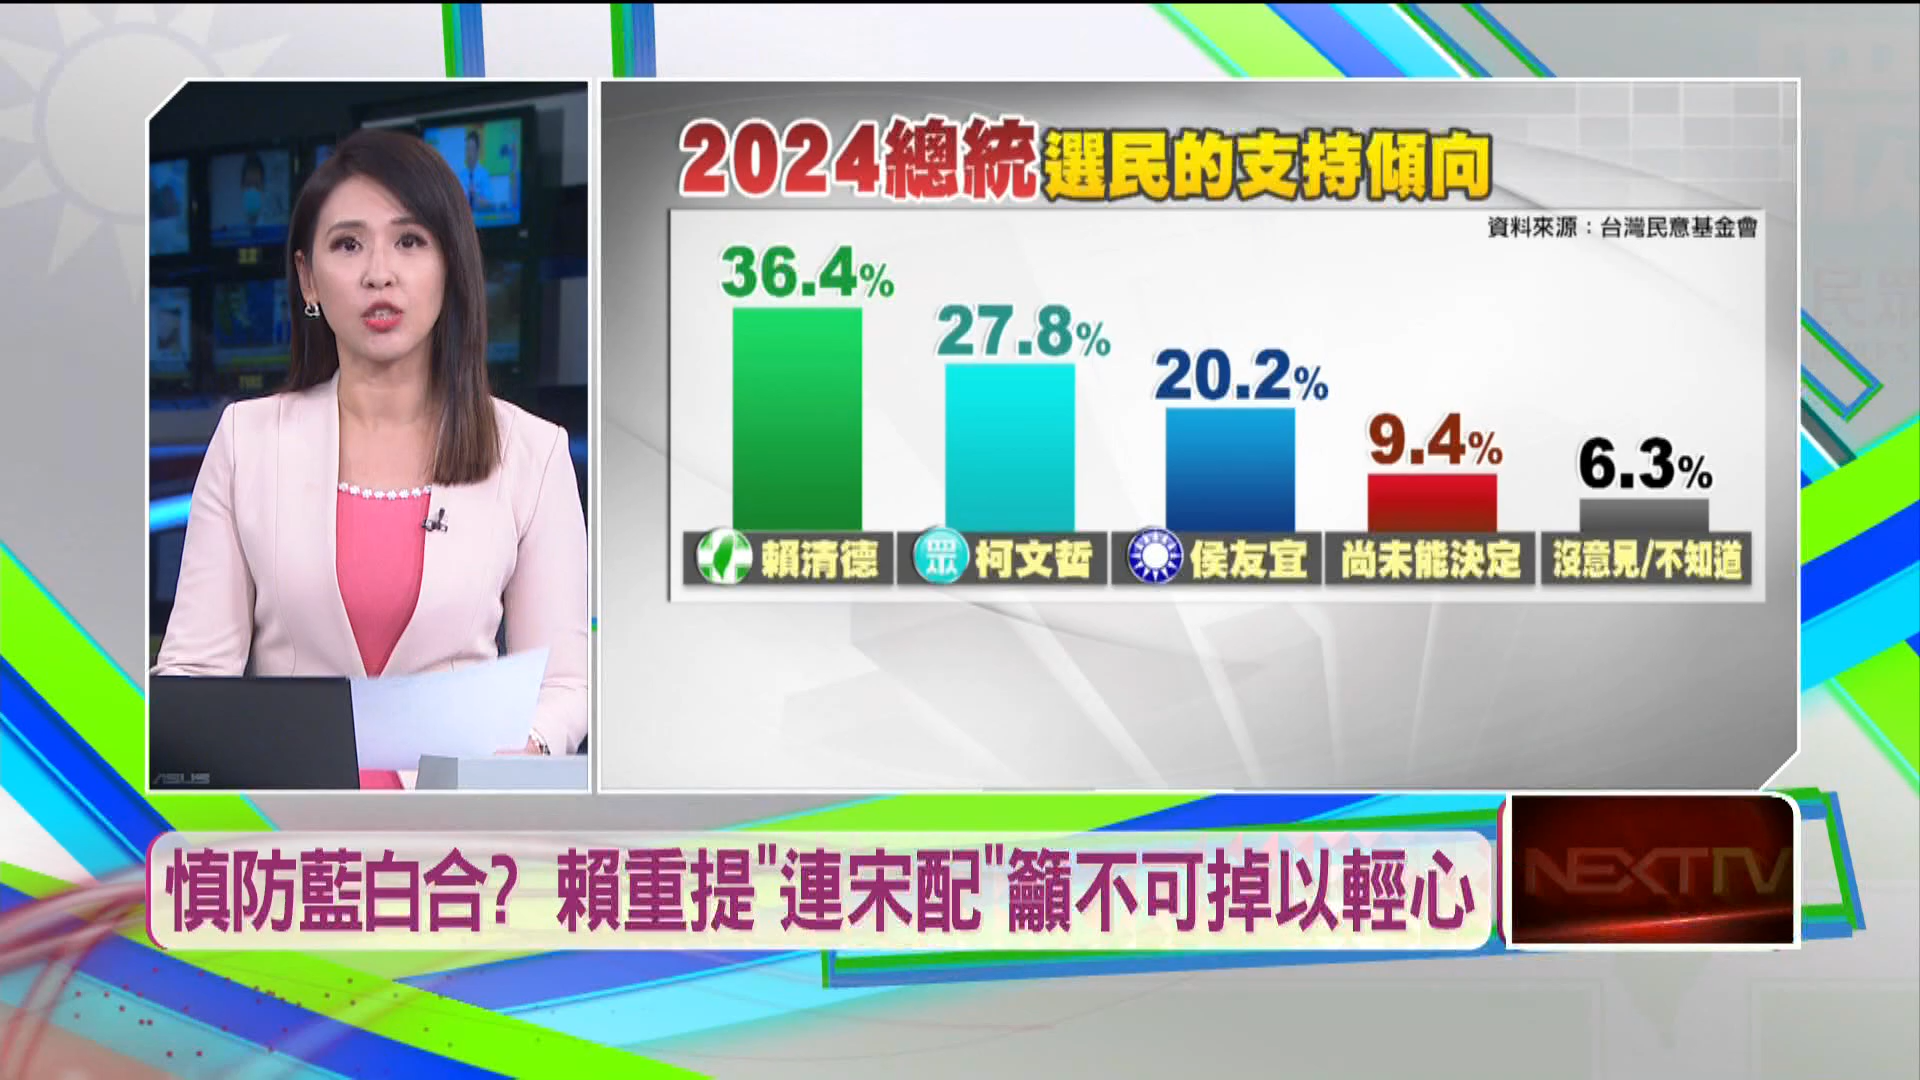 2024總統選民的支持傾向
資料來源：台灣民意基金會
36.4%
27.8%
20.2%
9.4%
6.3%
賴清德
眾 柯文哲
侯友宜
尚未能決定
沒意見/不知道
ASUS
慎防藍白合? 賴重提"連宋配"籲不可掉以輕心
NEXTTV